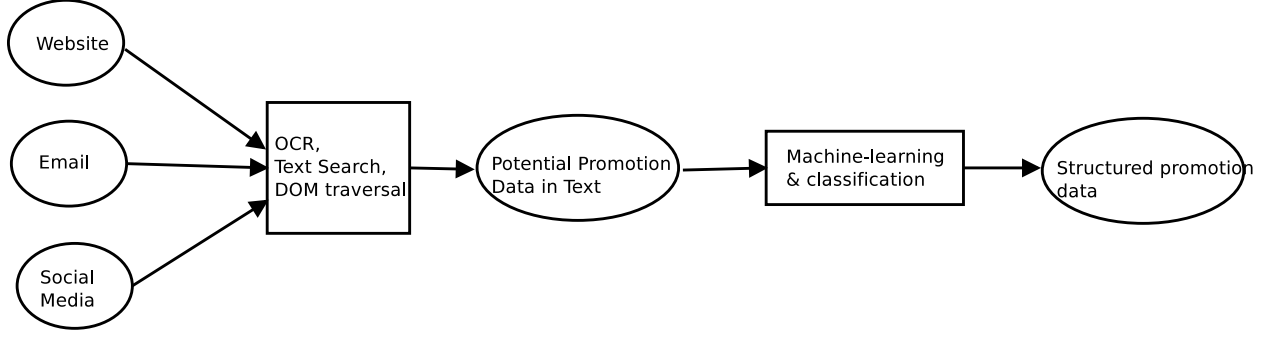 Website
Email
Social
Media
OCR,
Text Search,
DOM traversal
Potential Promotion
Data in Text
Machine-learning
& classification
Structured promotion
data